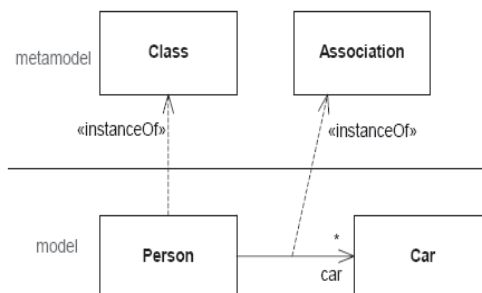 Class
Association
metamodel
«instanceOf»
«instanceOf»
model
Person
*
car
Car